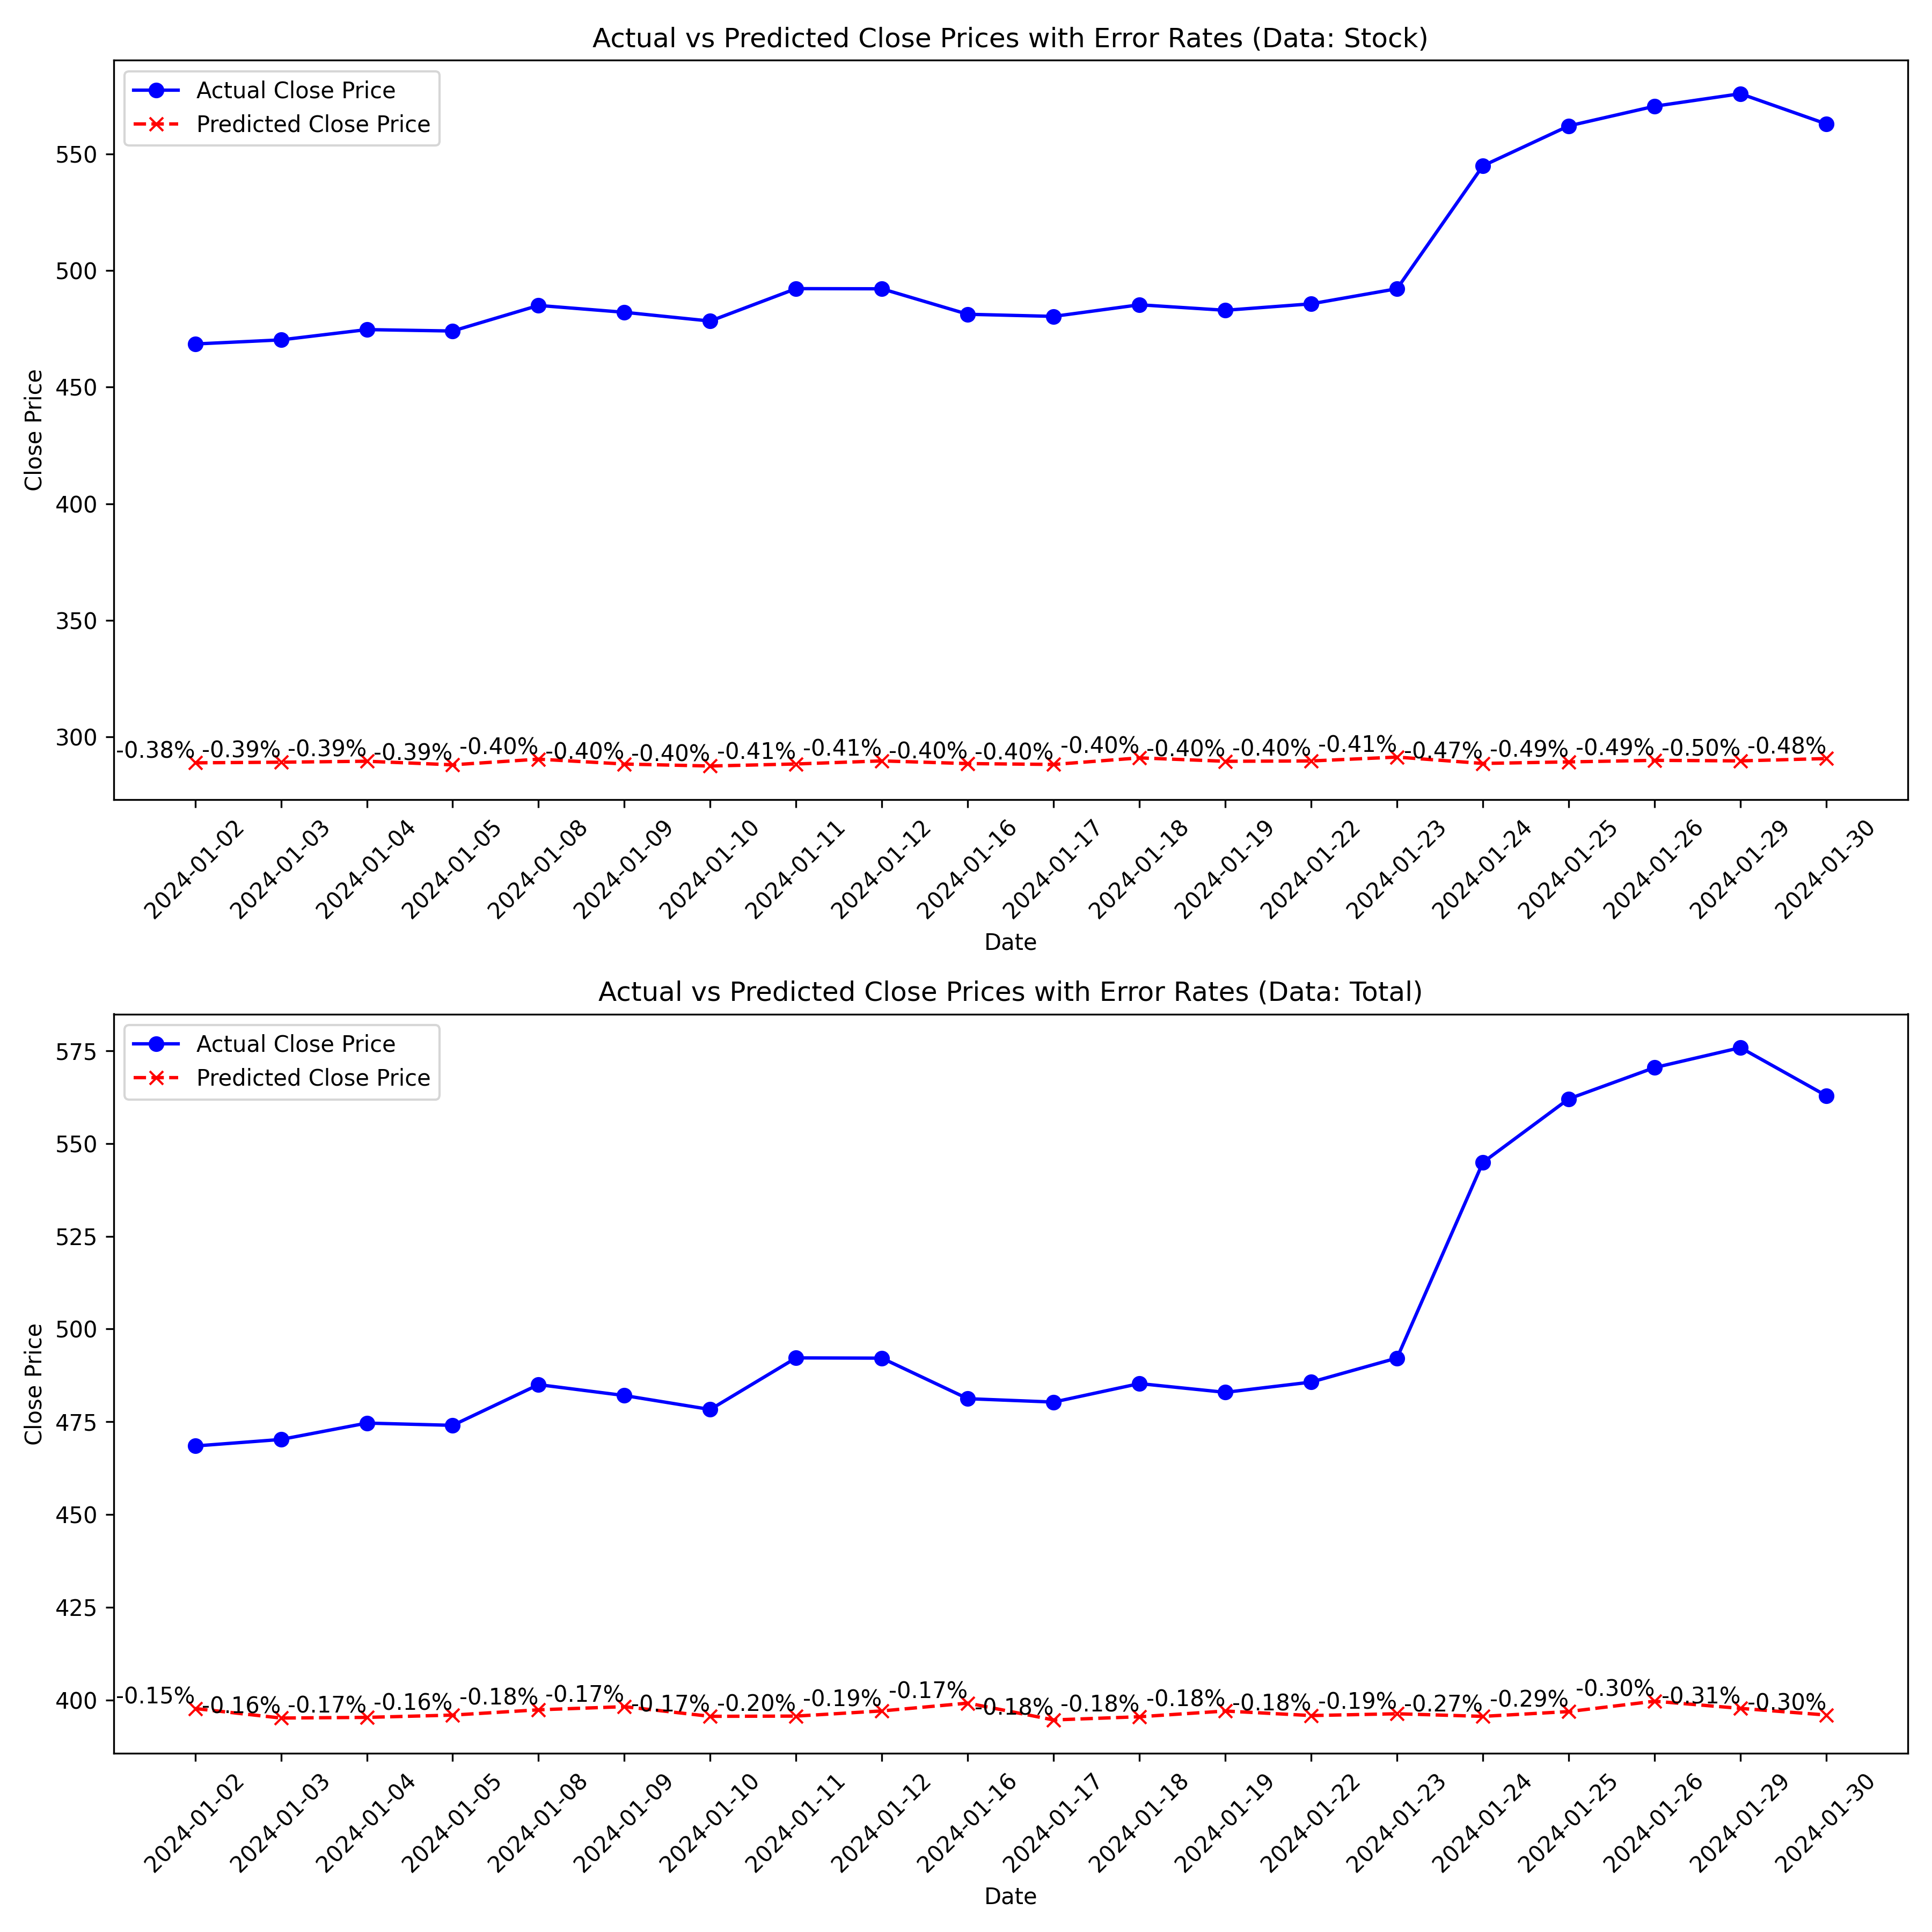 Actual vs Predicted Close Prices with Error Rates (Data: Stock)
Actual Close Price
Predicted Close Price
Close Price
550
500
450
400
350
300
-0.38% -0.39% -0.39% -0.39% -0.40% -0.40% -0.40% -0.41% -0.41% -0.40% -0.40% -0.40% -0.40% -0.40% -0.41% -0.47% -0.49% -0.49% -0.50% -0.48%
2024-01-02 2024-01-03 2024-01-04 2024-01-05 2024-01-08 2024-01-09 2024-01-10 2024-01-11 2024-01-12 2024-01-16 2024-01-17 2024-01-18 2024-01-19 2024-01-22 2024-01-23 2024-01-24 2024-01-25 2024-01-26 2024-01-29 2024-01-30
Date
Actual vs Predicted Close Prices with Error Rates (Data: Total)
Actual Close Price
Predicted Close Price
Close Price
575
550
525
500
475
450
425
400
-0.15% -0.16% -0.17% -0.16% -0.18% -0.17% -0.17% -0.20% -0.19% -0.17% -0.18% -0.18% -0.18% -0.18% -0.19% -0.27% -0.29% -0.30% -0.31% -0.30%
2024-01-02 2024-01-03 2024-01-04 2024-01-05 2024-01-08 2024-01-09 2024-01-10 2024-01-11 2024-01-12 2024-01-16 2024-01-17 2024-01-18 2024-01-19 2024-01-22 2024-01-23 2024-01-24 2024-01-25 2024-01-26 2024-01-29 2024-01-30
Date